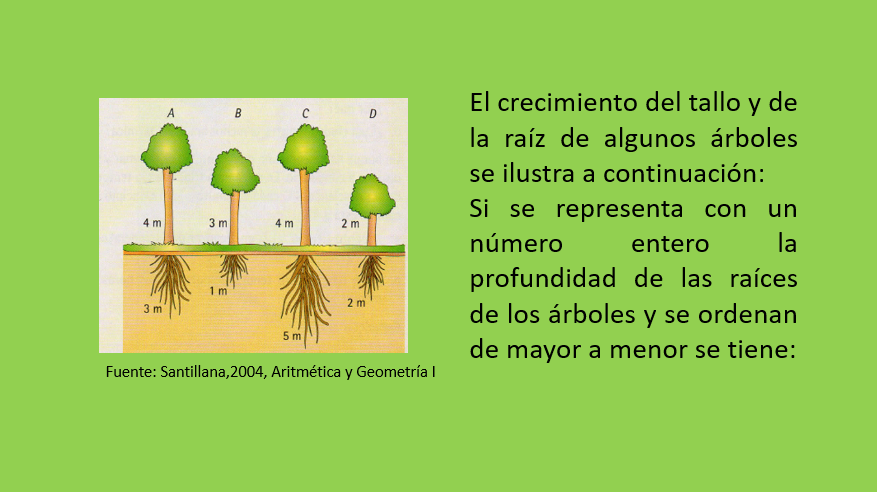 A B C D
4 m 3 m 4 m 2 m
1 m
3 m 2 m
5 m
Fuente: Santillana,2004, Aritmética y Geometría I
El crecimiento del tallo y de
la raíz de algunos árboles
se ilustra a continuación:
Si se representa con un
número entero la
profundidad de las raíces
de los árboles y se ordenan
de mayor a menor se tiene: